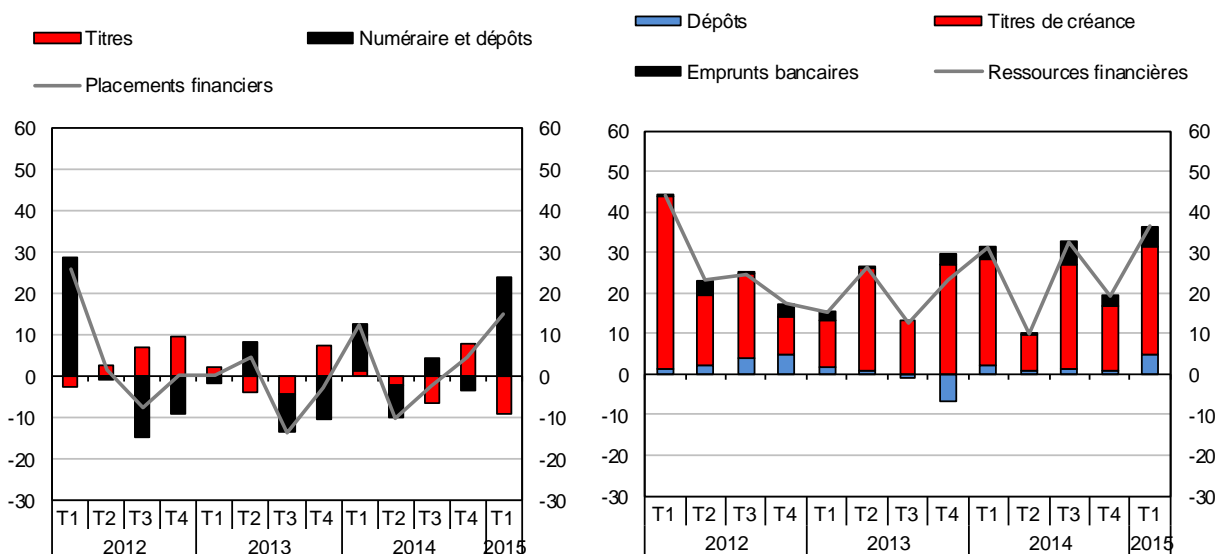 Titres
Numéraire et dépôts
Placements financiers
60 60
50 50
40 40
30 30
20 20
10 10
0 0
-10 -10
-20 -20
-30 -30
T1 T2 T3 T4 T1 T2 T3 T4 T1 T2 T3 T4 T1
2012 2013 2014 2015
Dépôts
Titres de créance
Emprunts bancaires
Ressources financières
60 60
50 50
40 40
30 30
20 20
10 10
0 0
-10 -10
-20 -20
-30 -30
T1 T2 T3 T4 T1 T2 T3 T4 T1 T2 T3 T4 T1
2012 2013 2014 2015